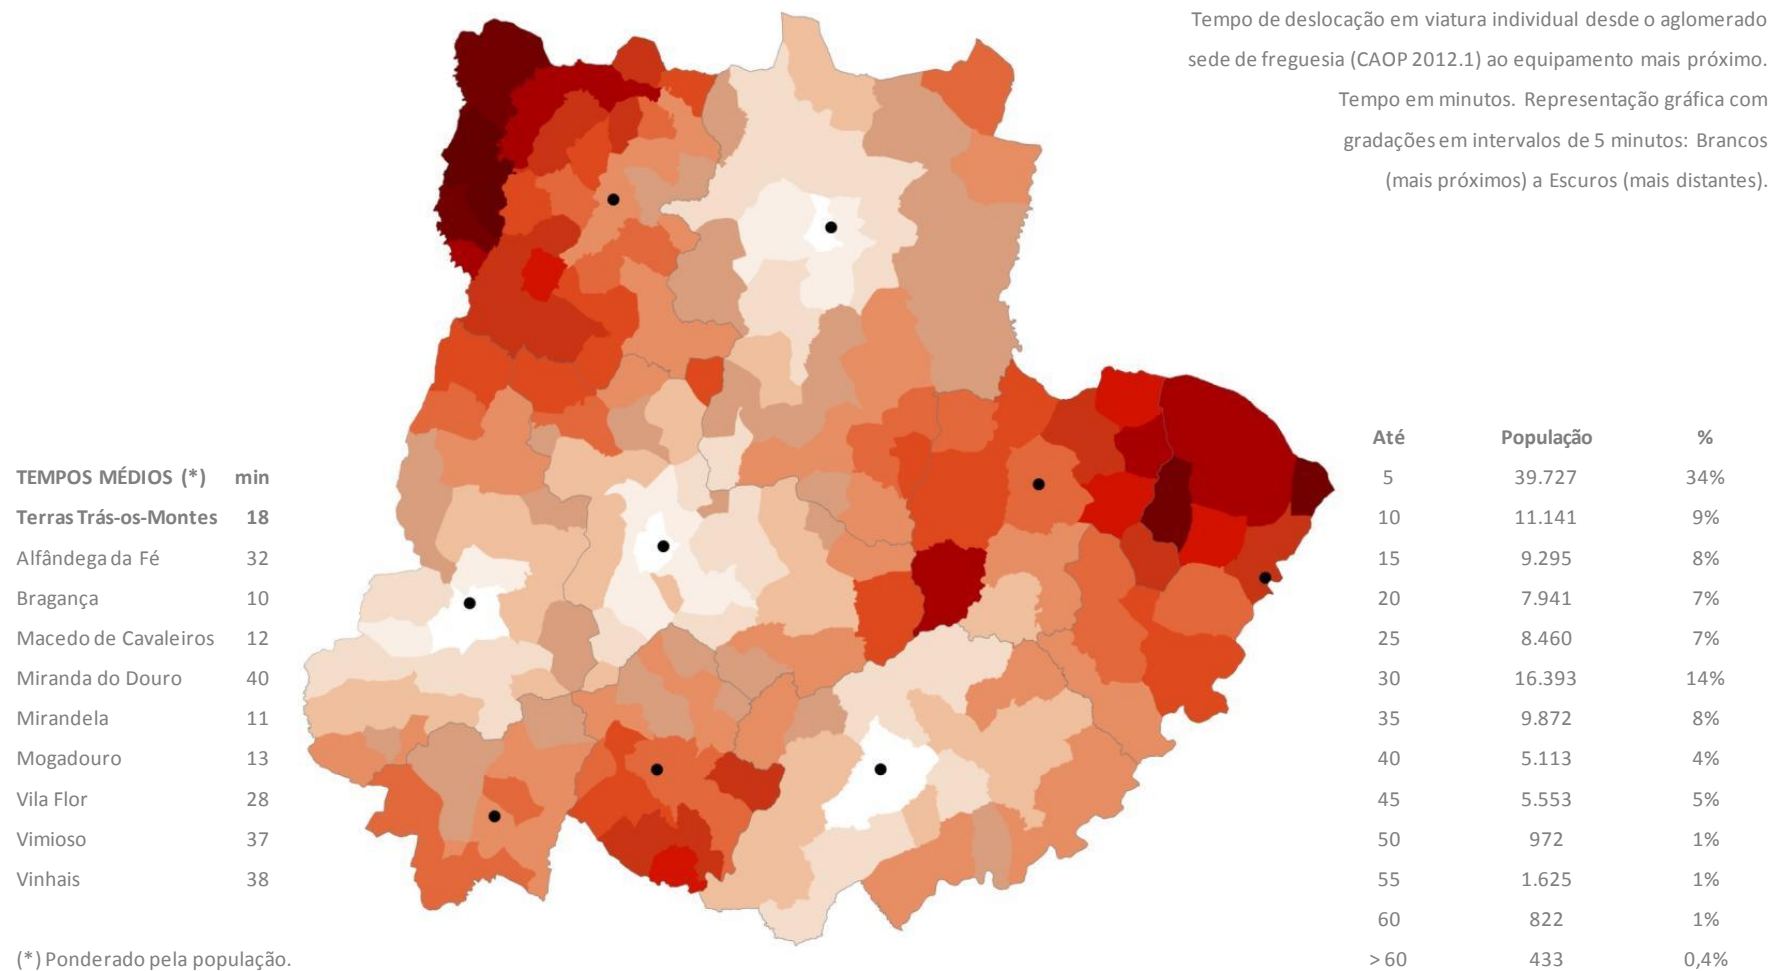 Tempo de deslocação em viatura individual desde o aglomerado
sede de freguesia (CAOP 2012.1) ao equipamento mais próximo.
Tempo em minutos. Representação gráfica com
gradações em intervalos de 5 minutos: Brancos
(mais próximos) a Escuros (mais distantes).
TEMPOS MÉDIOS (*) min
Terras Trás-os-Montes 18
Alfândega da Fé 32
Bragança 10
Macedo de Cavaleiros 12
Miranda do Douro 40
Mirandela 11
Mogadouro 13
Vila Flor 28
Vimioso 37
Vinhais 38
(*) Ponderado pela população.
Até População %
5 39.727 34%
10 11.141 9%
15 9.295 8%
20 7.941 7%
25 8.460 7%
30 16.393 14%
35 9.872 8%
40 5.113 4%
45 5.553 5%
50 972 1%
55 1.625 1%
60 822 1%
> 60 433 0,4%